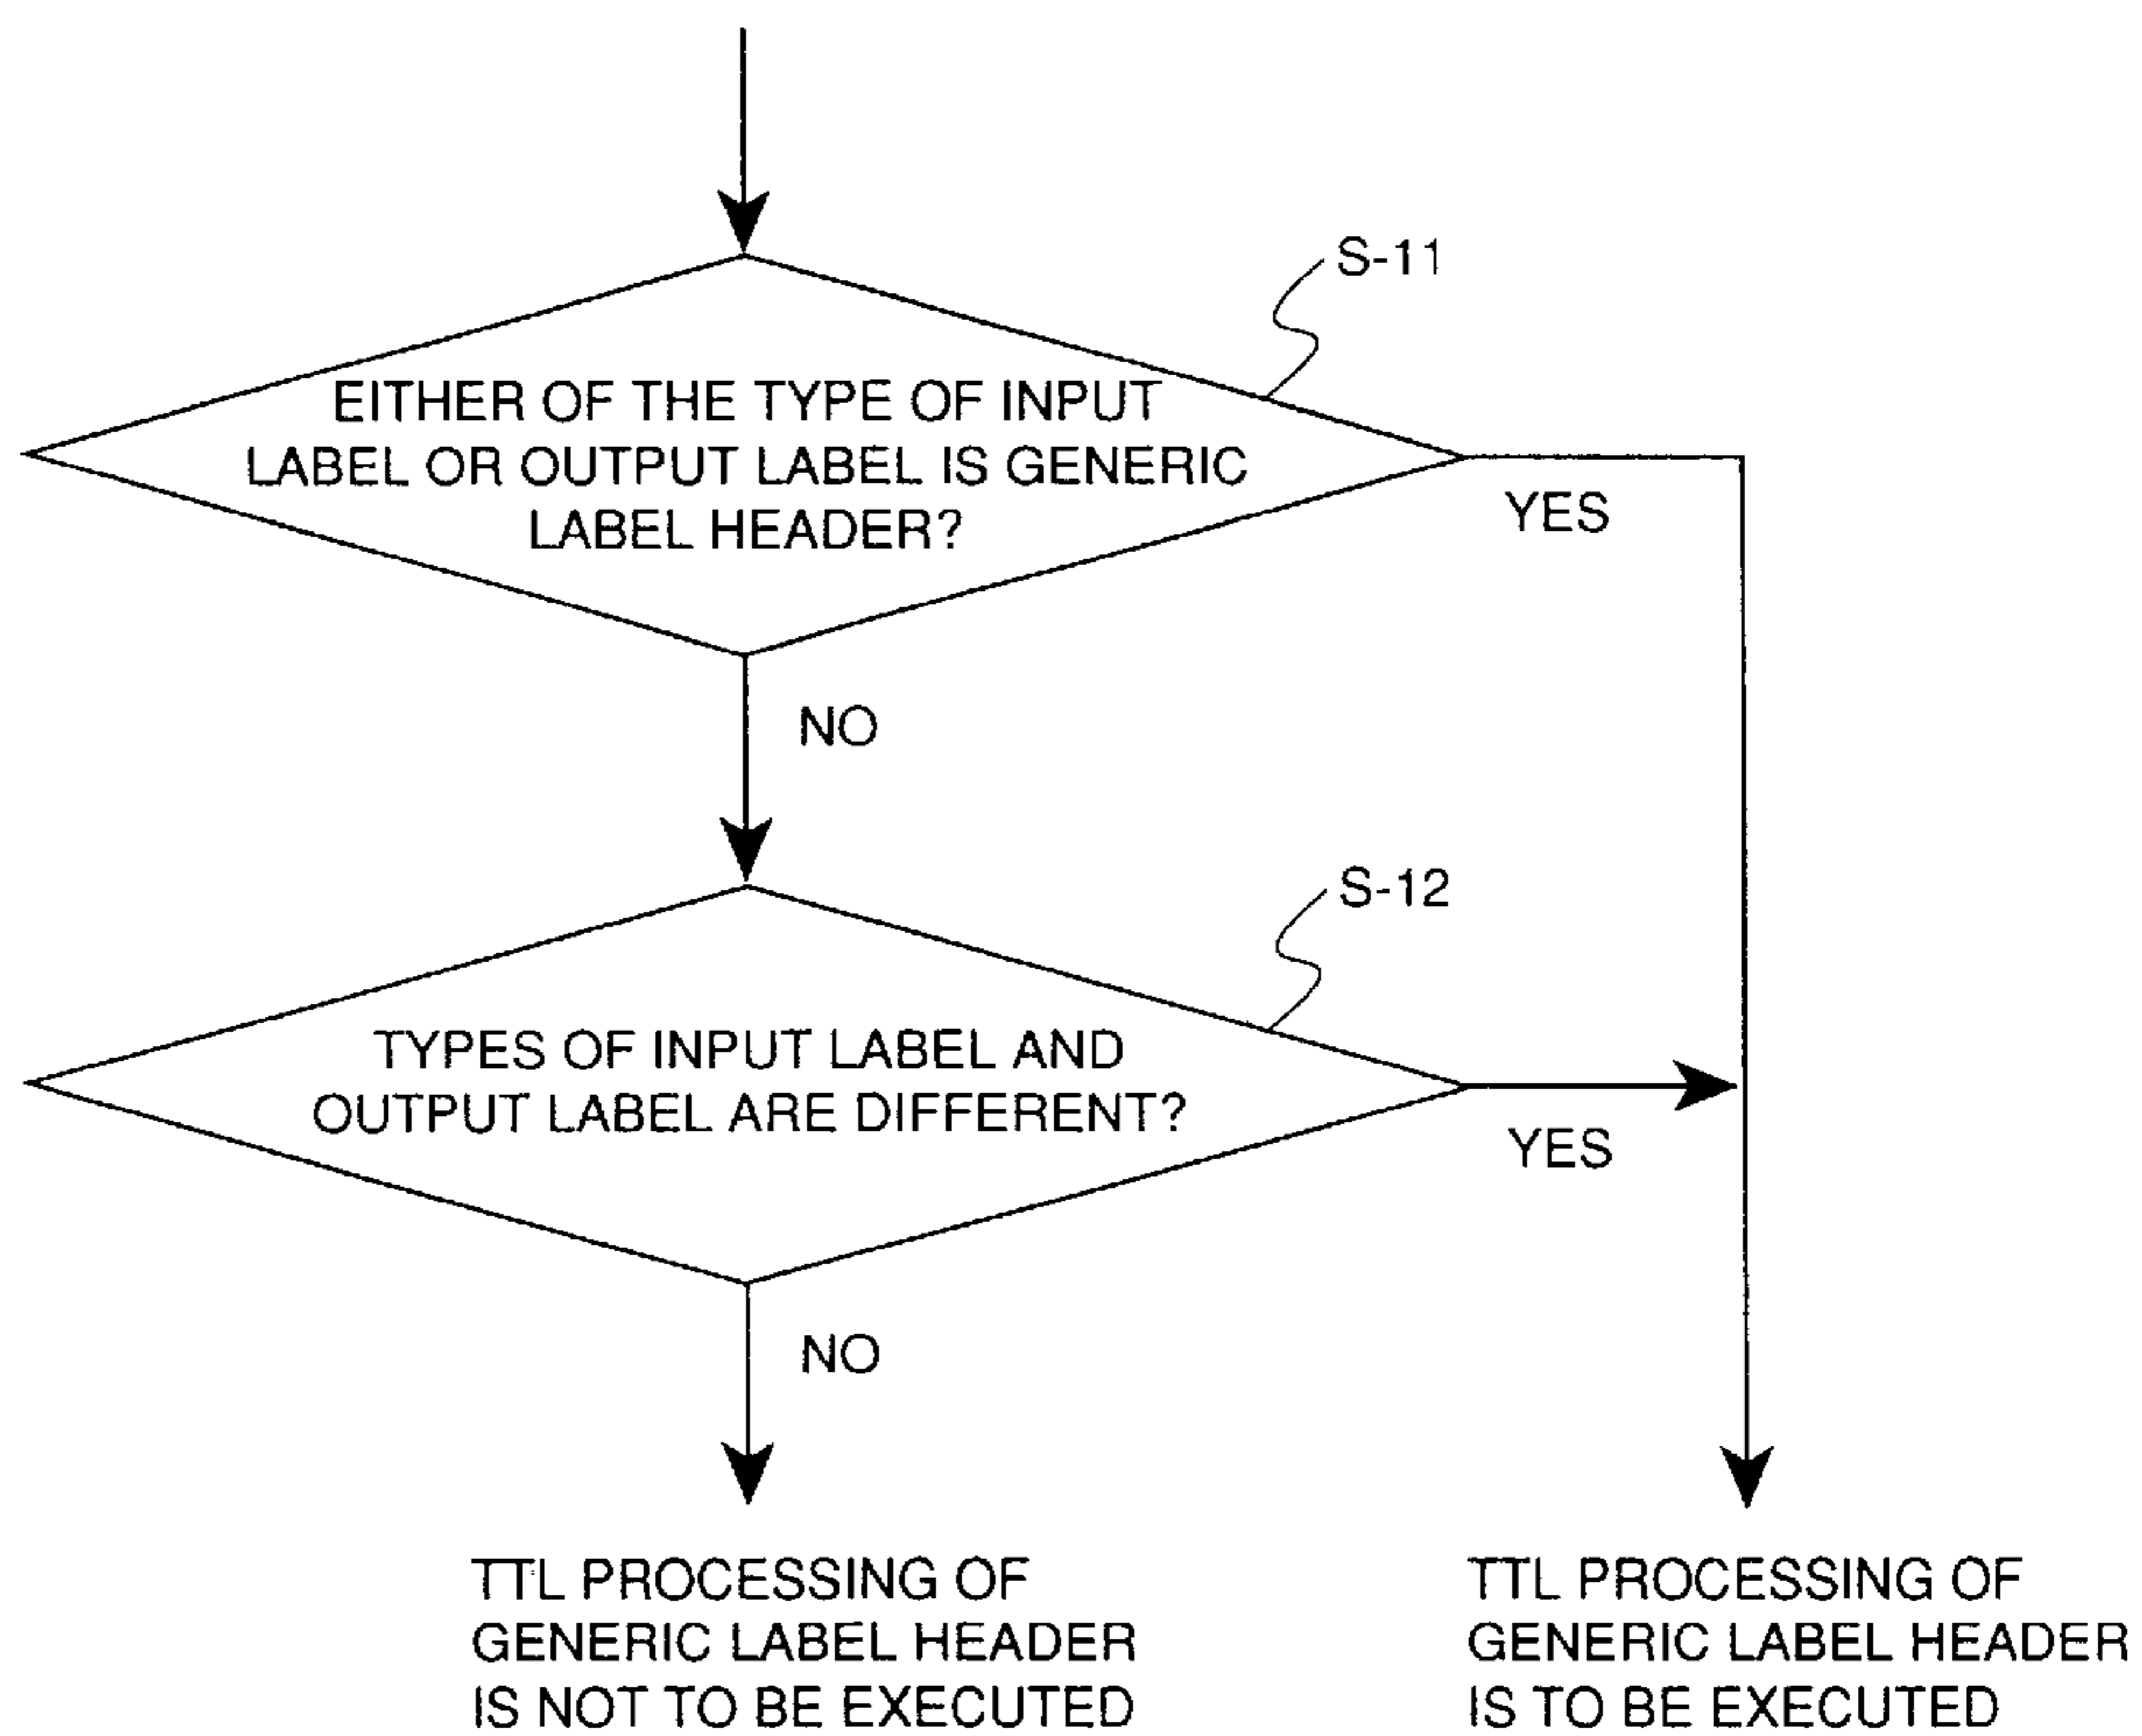 S-11
EITHER OF THE TYPE OF INPUT
LABEL OR OUTPUT LABEL IS GENERIC
LABEL HEADER?
YES
NO
S-12
TYPES OF INPUT LABEL AND
OUTPUT LABEL ARE DIFFERENT?
YES
NO
TTL PROCESSING OF
GENERIC LABEL HEADER
IS NOT TO BE EXECUTED
TTL PROCESSING OF
GENERIC LABEL HEADER
IS TO BE EXECUTED